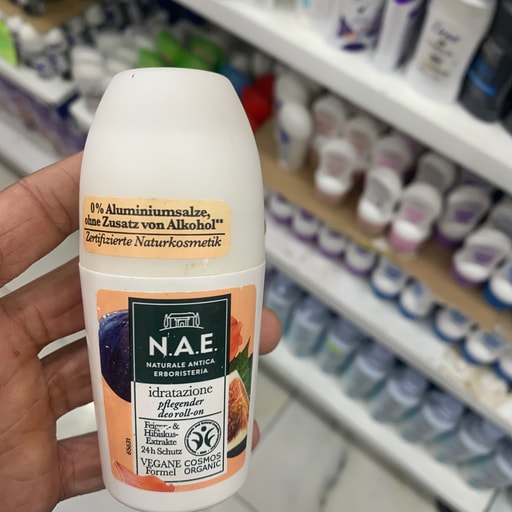 0% Aluminiumsalze,
ohne Zusatz von Alkohol**
Zertifizierte Naturkosmetik
N.A.E.
NATURALE ANTICA
ERBORISTERIA
idratazione
pflegender
deo roll-on
Feigen- &
Hibiskus-
Extrakte
24h Schutz
VEGANE
Formel
COSMOS
ORGANIC
65631